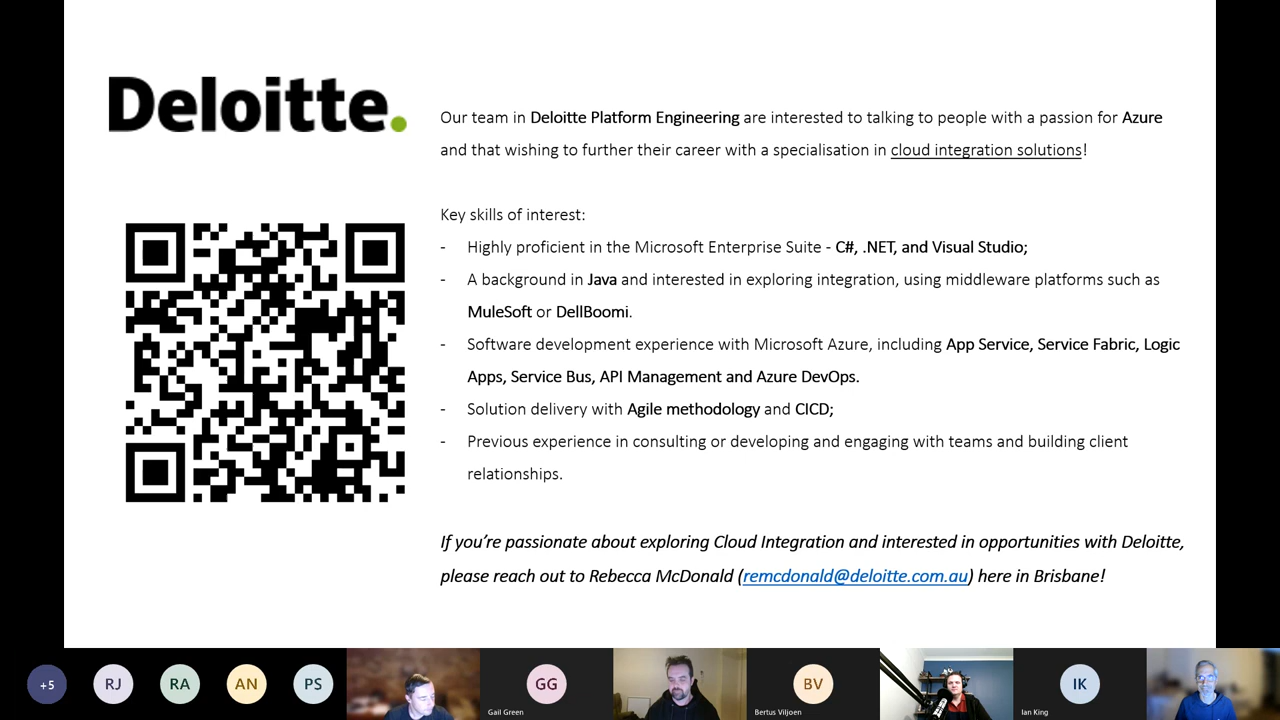 Deloitte.
Our team in Deloitte Platform Engineering are interested to talking to people with a passion for Azure
and that wishing to further their career with a specialisation in cloud integration solutions!
Key skills of interest:
- Highly proficient in the Microsoft Enterprise Suite - C#, .NET, and Visual Studio;
- A background in Java and interested in exploring integration, using middleware platforms such as
MuleSoft or DellBoomi.
- Software development experience with Microsoft Azure, including App Service, Service Fabric, Logic
Apps, Service Bus, API Management and Azure DevOps.
- Solution delivery with Agile methodology and CICD;
- Previous experience in consulting or developing and engaging with teams and building client
relationships.
If you're passionate about exploring Cloud Integration and interested in opportunities with Deloitte,
please reach out to Rebecca McDonald (remcdonald@deloitte.com.au) here in Brisbane!
+5 RJ RA AN PS GG BV IK
Gail Green Bertus Viljoen Ian King